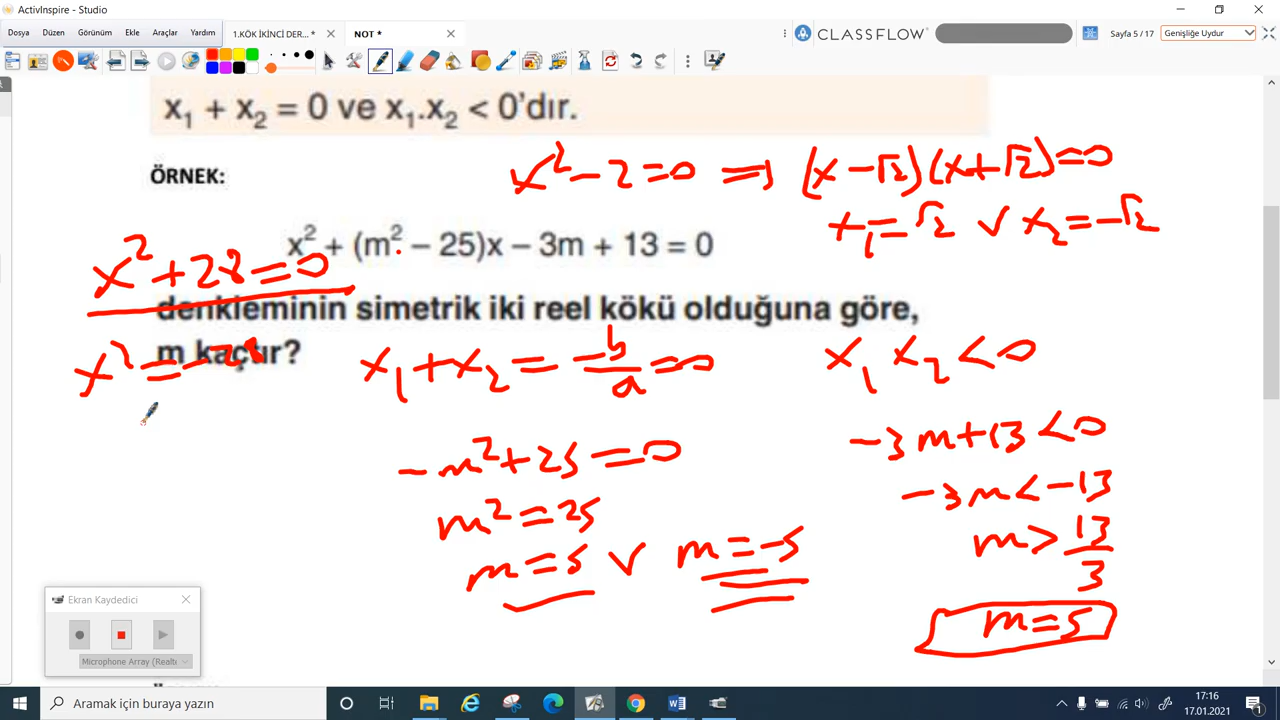 ActivInspire - Studio
Dosya Düzen Görünüm Ekle Araçlar Yardım
1.KÖK İKİNCİ DER... *
NOT *
CLASSFLOW
Sayfa 5 / 17
Genişliğe Uydur
x₁ + x₂ = 0 ve x₁.x₂ < 0'dır.
ÖRNEK:
x² - 2 = 0 ⟹ (x - √2)(x + √2) = 0
x₁ = √2 ∨ x₂ = -√2
x² + (m² – 25)x – 3m + 13 = 0
x² + 28 = 0
denkleminin simetrik iki reel kökü olduğuna göre,
m kaçtır?
x² = -28
x₁ + x₂ = -b/a = 0
-m² + 25 = 0
m² = 25
m = 5 ∨ m = -5
x₁ x₂ < 0
-3m + 13 < 0
-3m < -13
m > 13/3
m = 5
Ekran Kaydedici
Microphone Array (Realte
Aramak için buraya yazın
17:16
17.01.2021